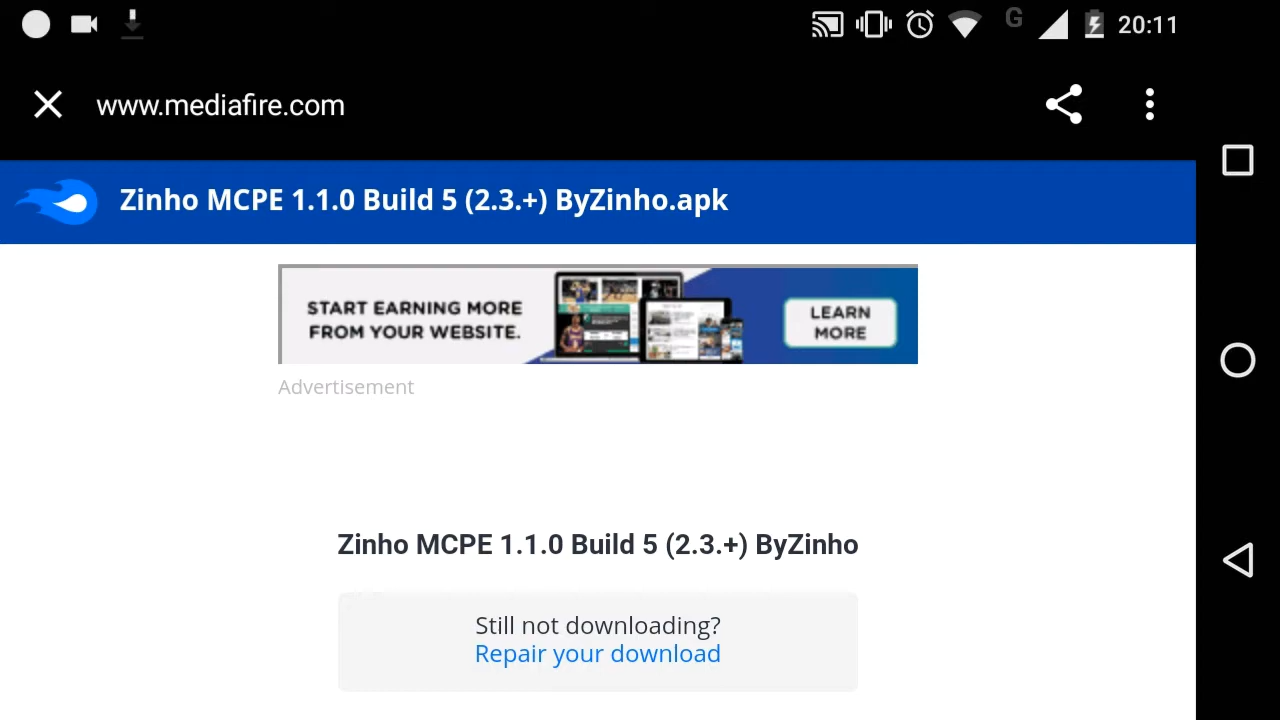 G 20:11
www.mediafire.com
Zinho MCPE 1.1.0 Build 5 (2.3.+) ByZinho.apk
START EARNING MORE
FROM YOUR WEBSITE.
LEARN
MORE
Advertisement
Zinho MCPE 1.1.0 Build 5 (2.3.+) ByZinho
Still not downloading?
Repair your download